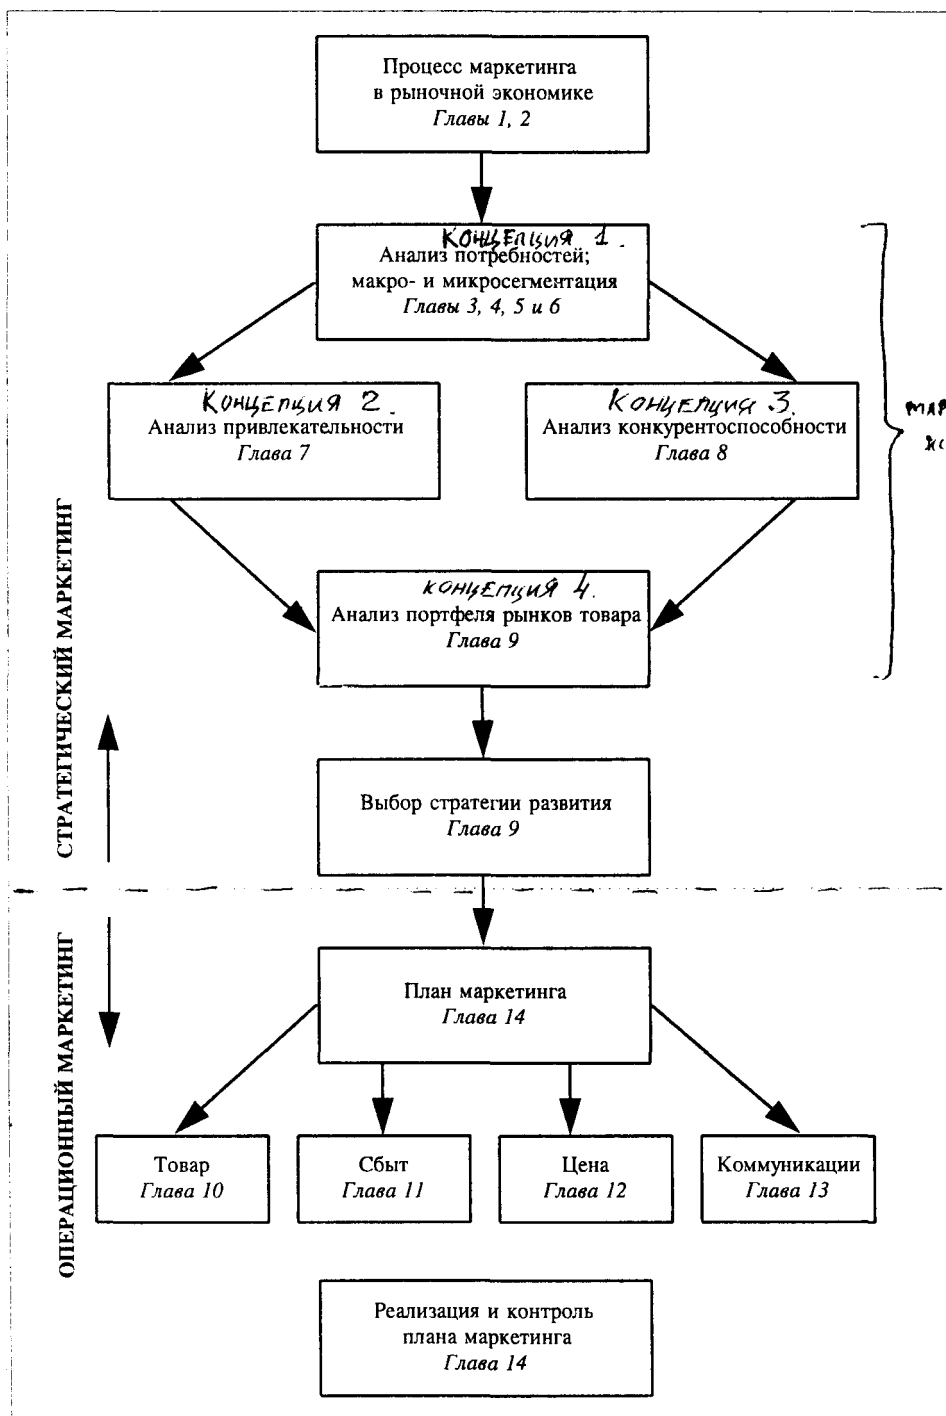 Процесс маркетинга
в рыночной экономике
Главы 1, 2
КОНЦЕПЦИЯ 1.
Анализ потребностей;
макро- и микросегментация
Главы 3, 4, 5 и 6
КОНЦЕПЦИЯ 2.
Анализ привлекательности
Глава 7
КОНЦЕПЦИЯ 3.
Анализ конкурентоспособности
Глава 8
КОНЦЕПЦИЯ 4.
Анализ портфеля рынков товара
Глава 9
СТРАТЕГИЧЕСКИЙ МАРКЕТИНГ
Выбор стратегии развития
Глава 9
ОПЕРАЦИОННЫЙ МАРКЕТИНГ
План маркетинга
Глава 14
Товар
Глава 10
Сбыт
Глава 11
Цена
Глава 12
Коммуникации
Глава 13
Реализация и контроль
плана маркетинга
Глава 14